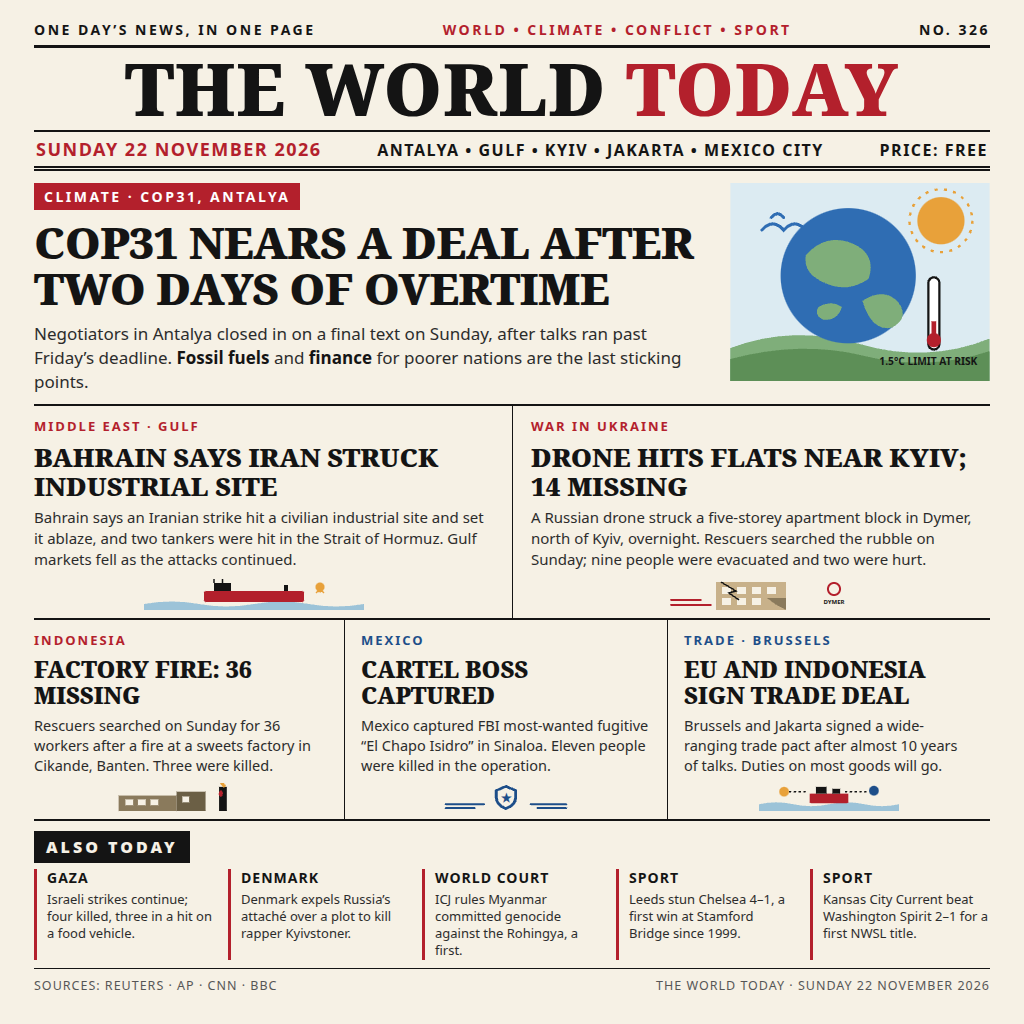 ONE DAY’S NEWS, IN ONE PAGE
WORLD • CLIMATE • CONFLICT • SPORT
NO. 326
THE WORLD TODAY
SUNDAY 22 NOVEMBER 2026
ANTALYA • GULF • KYIV • JAKARTA • MEXICO CITY
PRICE: FREE
CLIMATE · COP31, ANTALYA
COP31 NEARS A DEAL AFTER
TWO DAYS OF OVERTIME
Negotiators in Antalya closed in on a final text on Sunday, after talks ran past
Friday’s deadline. Fossil fuels and finance for poorer nations are the last sticking
points.
1.5°C LIMIT AT RISK
MIDDLE EAST · GULF
BAHRAIN SAYS IRAN STRUCK
INDUSTRIAL SITE
Bahrain says an Iranian strike hit a civilian industrial site and set
it ablaze, and two tankers were hit in the Strait of Hormuz. Gulf
markets fell as the attacks continued.
WAR IN UKRAINE
DRONE HITS FLATS NEAR KYIV;
14 MISSING
A Russian drone struck a five-storey apartment block in Dymer,
north of Kyiv, overnight. Rescuers searched the rubble on
Sunday; nine people were evacuated and two were hurt.
DYMER
INDONESIA
FACTORY FIRE: 36
MISSING
Rescuers searched on Sunday for 36
workers after a fire at a sweets factory in
Cikande, Banten. Three were killed.
MEXICO
CARTEL BOSS
CAPTURED
Mexico captured FBI most-wanted fugitive
“El Chapo Isidro” in Sinaloa. Eleven people
were killed in the operation.
TRADE · BRUSSELS
EU AND INDONESIA
SIGN TRADE DEAL
Brussels and Jakarta signed a wide-
ranging trade pact after almost 10 years
of talks. Duties on most goods will go.
ALSO TODAY
GAZA
Israeli strikes continue;
four killed, three in a hit on
a food vehicle.
DENMARK
Denmark expels Russia’s
attaché over a plot to kill
rapper Kyivstoner.
WORLD COURT
ICJ rules Myanmar
committed genocide
against the Rohingya, a
first.
SPORT
Leeds stun Chelsea 4–1, a
first win at Stamford
Bridge since 1999.
SPORT
Kansas City Current beat
Washington Spirit 2–1 for a
first NWSL title.
SOURCES: REUTERS · AP · CNN · BBC
THE WORLD TODAY · SUNDAY 22 NOVEMBER 2026